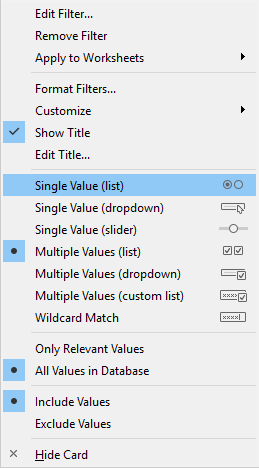 Edit Filter...
Remove Filter
Apply to Worksheets
Format Filters...
Customize
Show Title
Edit Title...
Single Value (list)
Single Value (dropdown)
Single Value (slider)
Multiple Values (list)
Multiple Values (dropdown)
Multiple Values (custom list)
Wildcard Match
Only Relevant Values
All Values in Database
Include Values
Exclude Values
Hide Card